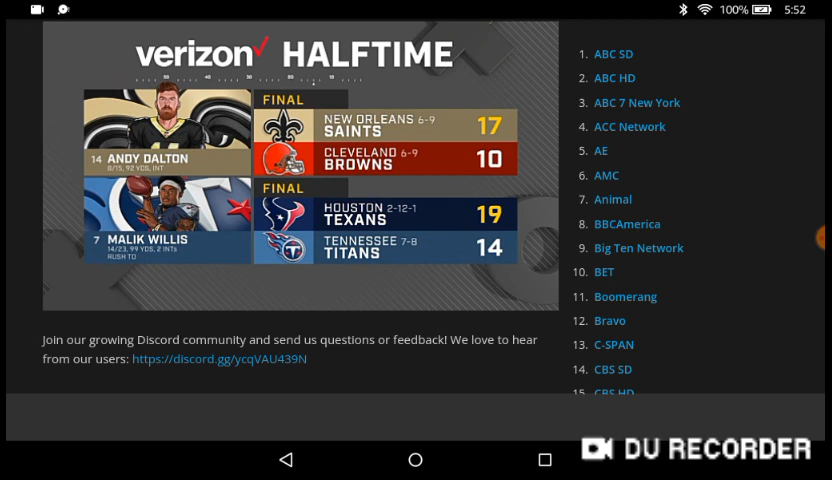 100% 5:52
verizon HALFTIME
FINAL
NEW ORLEANS 6-9
SAINTS 17
14 ANDY DALTON
8/15, 92 YDS, INT
CLEVELAND 6-9
BROWNS 10
FINAL
HOUSTON 2-12-1
TEXANS 19
7 MALIK WILLIS
14/23, 99 YDS, 2 INTs
RUSH TD
TENNESSEE 7-8
TITANS 14
Join our growing Discord community and send us questions or feedback! We love to hear
from our users: https://discord.gg/ycqVAU439N
1. ABC SD
2. ABC HD
3. ABC 7 New York
4. ACC Network
5. AE
6. AMC
7. Animal
8. BBCAmerica
9. Big Ten Network
10. BET
11. Boomerang
12. Bravo
13. C-SPAN
14. CBS SD
15. CBS HD
DU RECORDER